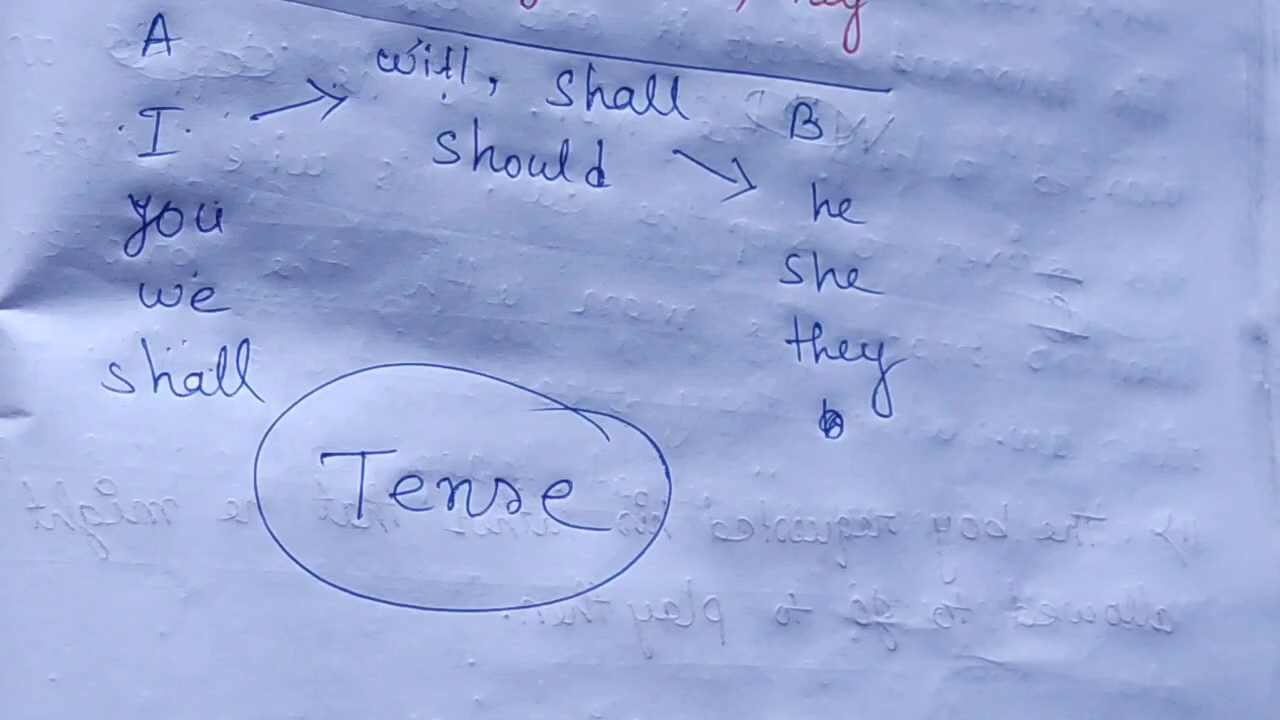 A
will, shall
B
I
should
you
he
we
she
shall
they
Tense